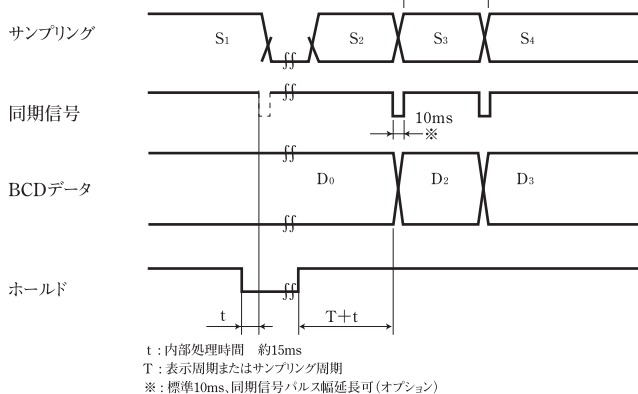 サンプリング S1 S2 S3 S4
同期信号
10ms
※
BCDデータ D0 D2 D3
ホールド
t T+t
t：内部処理時間　約15ms
T：表示周期またはサンプリング周期
※：標準10ms、同期信号パルス幅延長可（オプション）